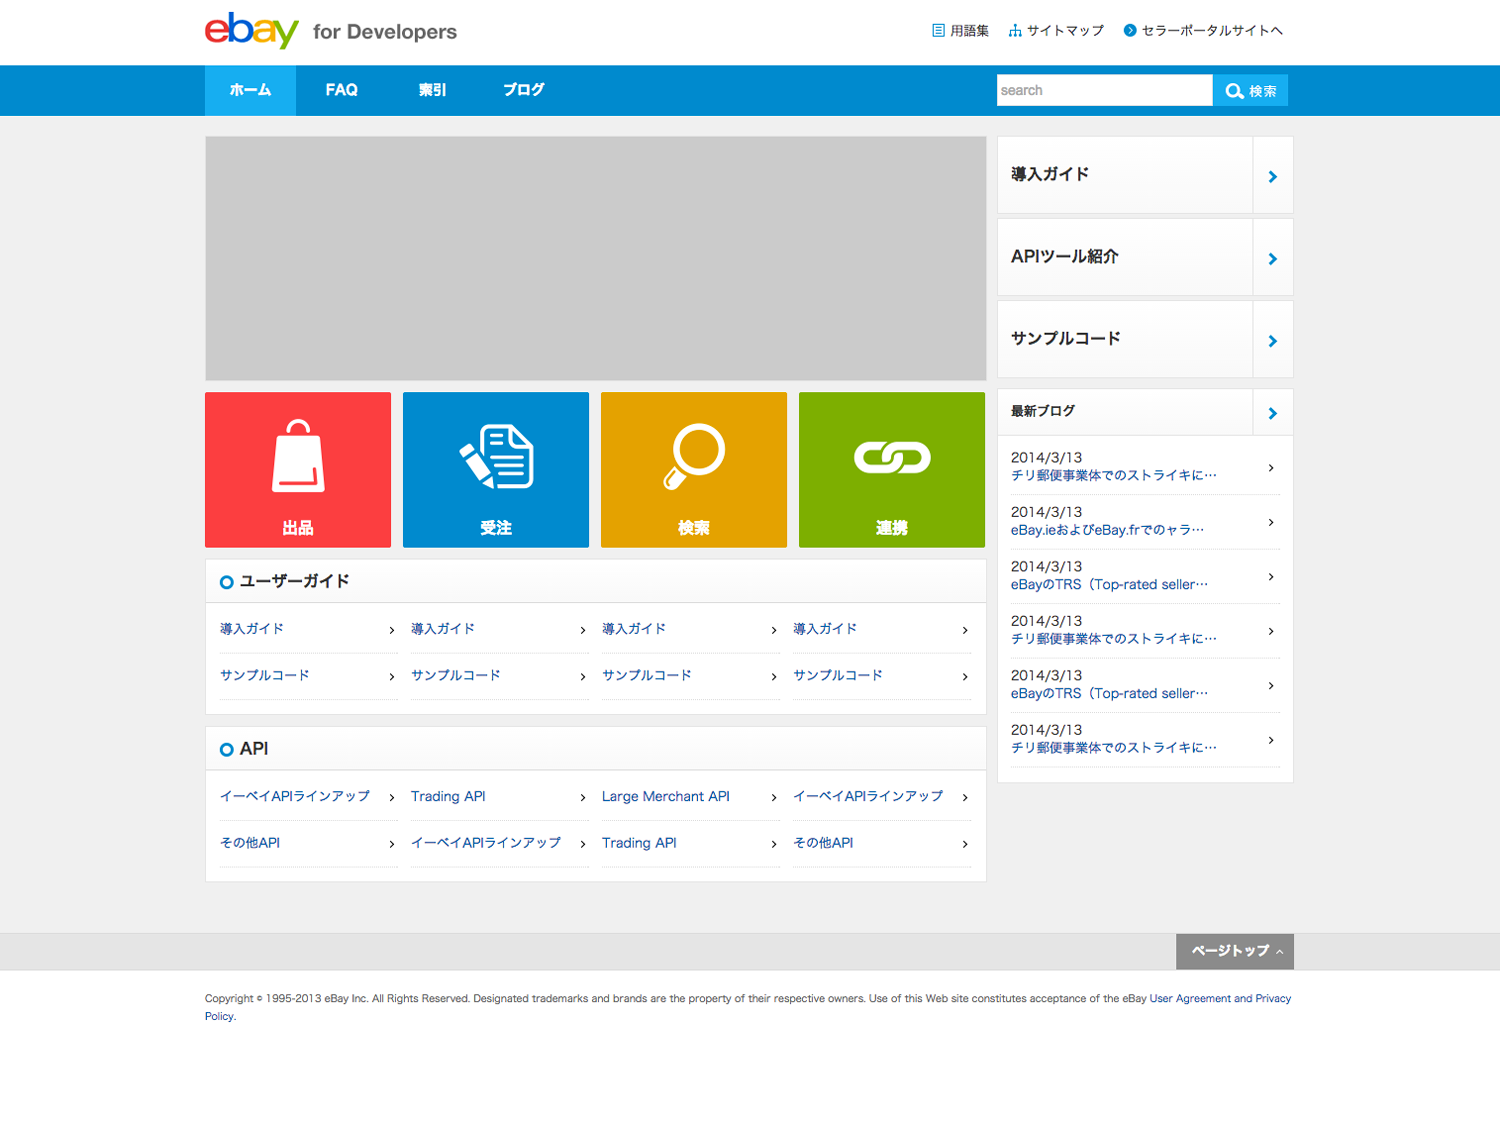 ebay for Developers
用語集 サイトマップ セラーポータルサイトへ
ホーム FAQ 索引 ブログ search 検索
導入ガイド
APIツール紹介
サンプルコード
出品 受注 検索 連携
最新ブログ
2014/3/13
チリ郵便事業体でのストライキに…
2014/3/13
eBay.ieおよびeBay.frでのャラ…
2014/3/13
eBayのTRS（Top-rated seller…
2014/3/13
チリ郵便事業体でのストライキに…
2014/3/13
eBayのTRS（Top-rated seller…
2014/3/13
チリ郵便事業体でのストライキに…
ユーザーガイド
導入ガイド 導入ガイド 導入ガイド 導入ガイド
サンプルコード サンプルコード サンプルコード サンプルコード
API
イーベイAPIラインアップ Trading API Large Merchant API イーベイAPIラインアップ
その他API イーベイAPIラインアップ Trading API その他API
ページトップ
Copyright © 1995-2013 eBay Inc. All Rights Reserved. Designated trademarks and brands are the property of their respective owners. Use of this Web site constitutes acceptance of the eBay User Agreement and Privacy
Policy.